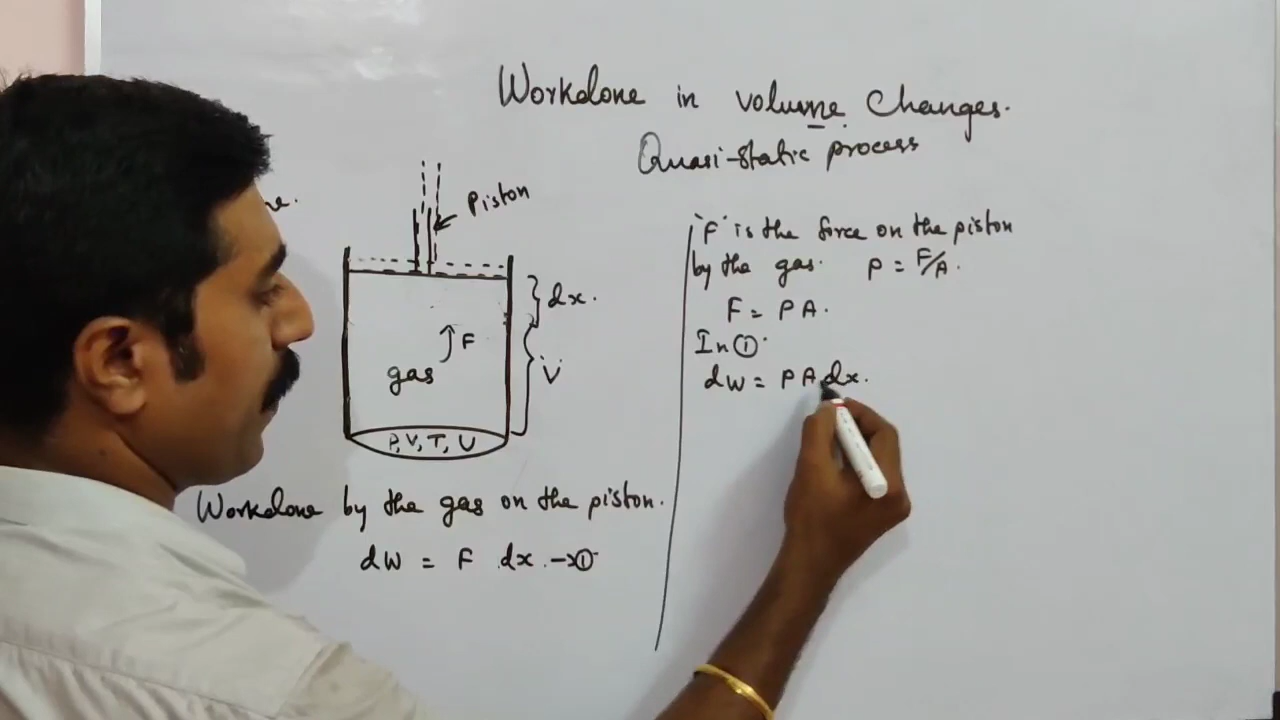 Workdone in volume Changes.
Quasi-static process
Piston
dx.
F
gas
V
P, V, T, U
Workdone by the gas on the piston.
dW = F dx. → ①
'F' is the force on the piston
by the gas. P = F/A.
F = PA.
In ①
dW = PA dx.